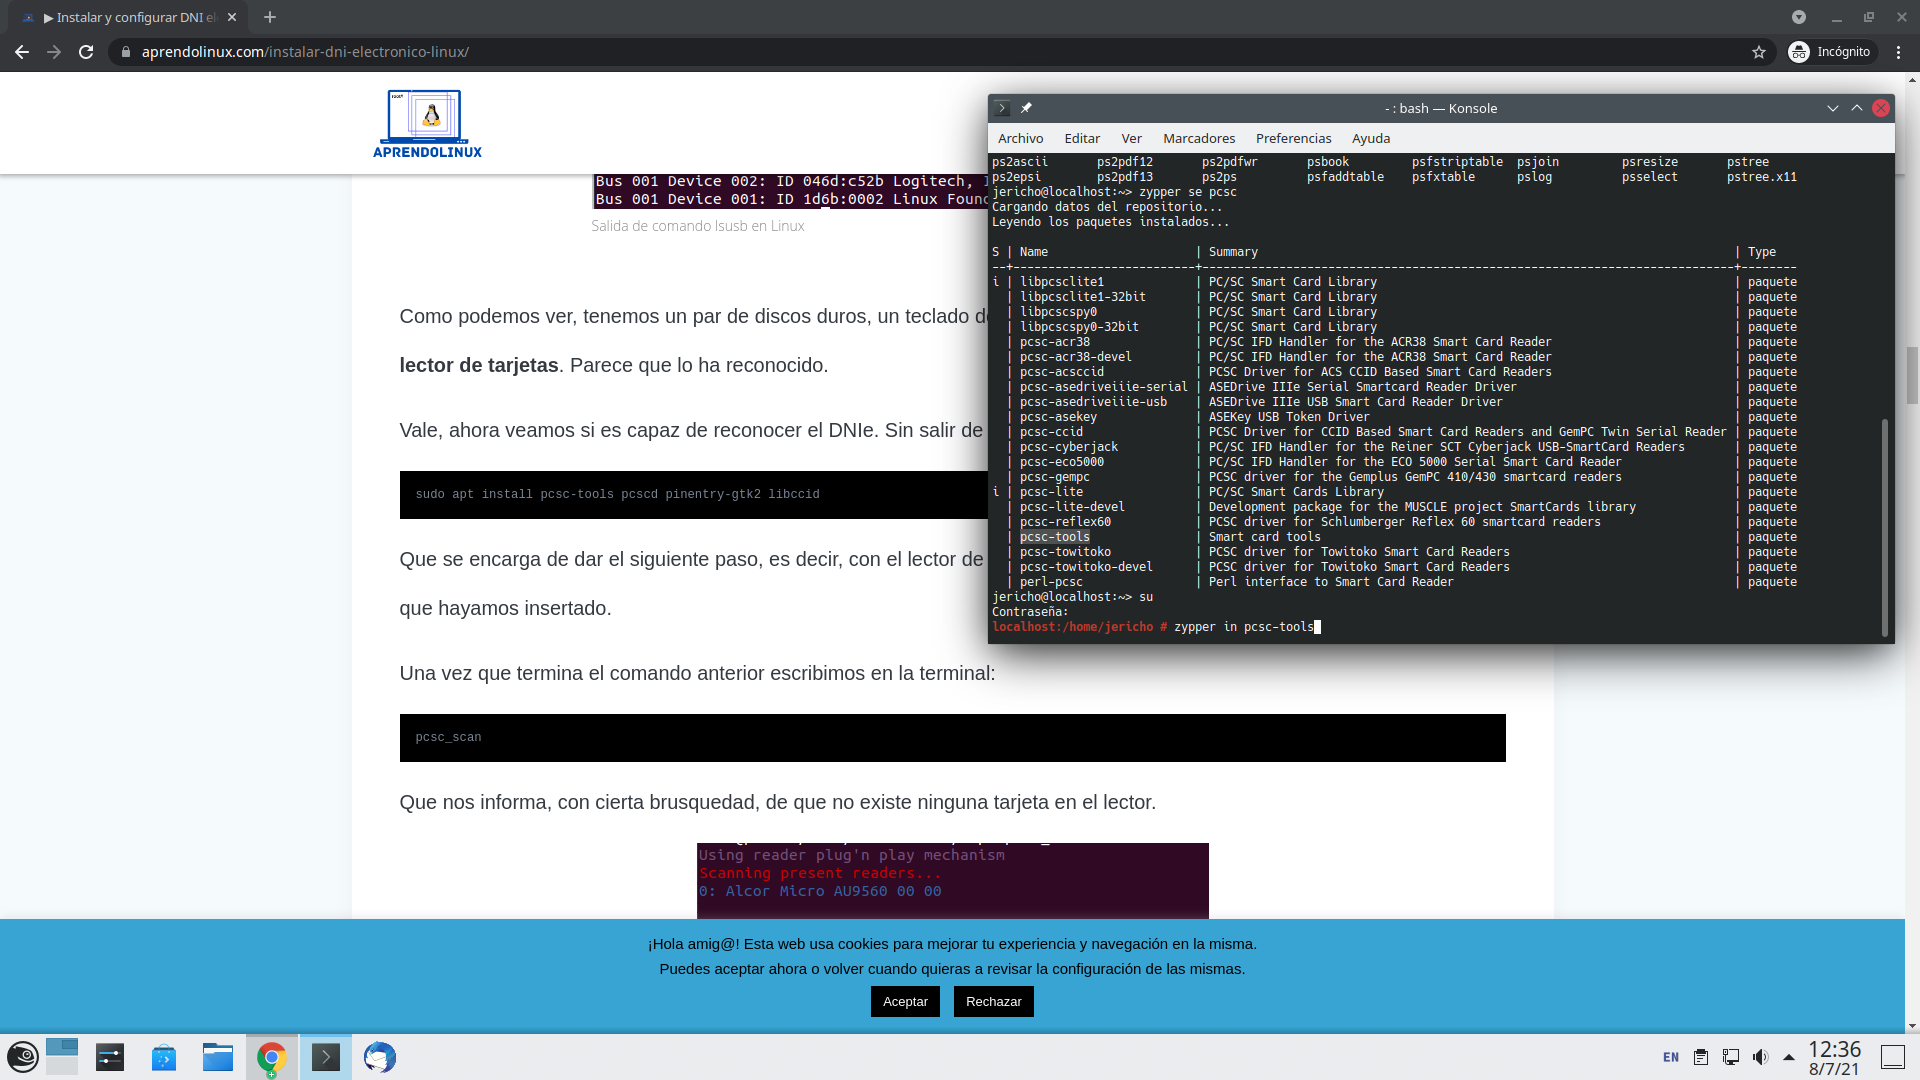 ▶ Instalar y configurar DNI el
aprendolinux.com/instalar-dni-electronico-linux/
Incógnito
APRENDOLINUX
Bus 001 Device 002: ID 046d:c52b Logitech, I
Bus 001 Device 001: ID 1d6b:0002 Linux Found
Salida de comando lsusb en Linux
Como podemos ver, tenemos un par de discos duros, un teclado de
lector de tarjetas. Parece que lo ha reconocido.
Vale, ahora veamos si es capaz de reconocer el DNIe. Sin salir de
sudo apt install pcsc-tools pcscd pinentry-gtk2 libccid
Que se encarga de dar el siguiente paso, es decir, con el lector de
que hayamos insertado.
Una vez que termina el comando anterior escribimos en la terminal:
pcsc_scan
Que nos informa, con cierta brusquedad, de que no existe ninguna tarjeta en el lector.
Using reader plug'n play mechanism
Scanning present readers...
0: Alcor Micro AU9560 00 00
¡Hola amig@! Esta web usa cookies para mejorar tu experiencia y navegación en la misma.
Puedes aceptar ahora o volver cuando quieras a revisar la configuración de las mismas.
Aceptar Rechazar
- : bash — Konsole
Archivo Editar Ver Marcadores Preferencias Ayuda
ps2ascii ps2pdf12 ps2pdfwr psbook psfstriptable psjoin psresize pstree
ps2epsi ps2pdf13 ps2ps psfaddtable psfxtable pslog psselect pstree.x11
jericho@localhost:~> zypper se pcsc
Cargando datos del repositorio...
Leyendo los paquetes instalados...
S | Name | Summary | Type
--+--------------------------+---------------------------------------------------------------------------+--------
i | libpcsclite1 | PC/SC Smart Card Library | paquete
| libpcsclite1-32bit | PC/SC Smart Card Library | paquete
| libpcscspy0 | PC/SC Smart Card Library | paquete
| libpcscspy0-32bit | PC/SC Smart Card Library | paquete
| pcsc-acr38 | PC/SC IFD Handler for the ACR38 Smart Card Reader | paquete
| pcsc-acr38-devel | PC/SC IFD Handler for the ACR38 Smart Card Reader | paquete
| pcsc-acsccid | PCSC Driver for ACS CCID Based Smart Card Readers | paquete
| pcsc-asedriveiiie-serial | ASEDrive IIIe Serial Smartcard Reader Driver | paquete
| pcsc-asedriveiiie-usb | ASEDrive IIIe USB Smart Card Reader Driver | paquete
| pcsc-asekey | ASEKey USB Token Driver | paquete
| pcsc-ccid | PCSC Driver for CCID Based Smart Card Readers and GemPC Twin Serial Reader | paquete
| pcsc-cyberjack | PC/SC IFD Handler for the Reiner SCT Cyberjack USB-SmartCard Readers | paquete
| pcsc-eco5000 | PC/SC IFD Handler for the ECO 5000 Serial Smart Card Reader | paquete
| pcsc-gempc | PCSC driver for the Gemplus GemPC 410/430 smartcard readers | paquete
i | pcsc-lite | PC/SC Smart Cards Library | paquete
| pcsc-lite-devel | Development package for the MUSCLE project SmartCards library | paquete
| pcsc-reflex60 | PCSC driver for Schlumberger Reflex 60 smartcard readers | paquete
| pcsc-tools | Smart card tools | paquete
| pcsc-towitoko | PCSC driver for Towitoko Smart Card Readers | paquete
| pcsc-towitoko-devel | PCSC driver for Towitoko Smart Card Readers | paquete
| perl-pcsc | Perl interface to Smart Card Reader | paquete
jericho@localhost:~> su
Contraseña:
localhost:/home/jericho # zypper in pcsc-tools
EN
12:36
8/7/21